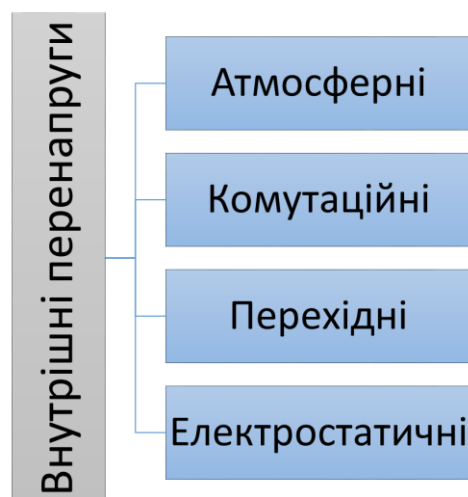 Внутрішні перенапруги
Атмосферні
Комутаційні
Перехідні
Електростатичні